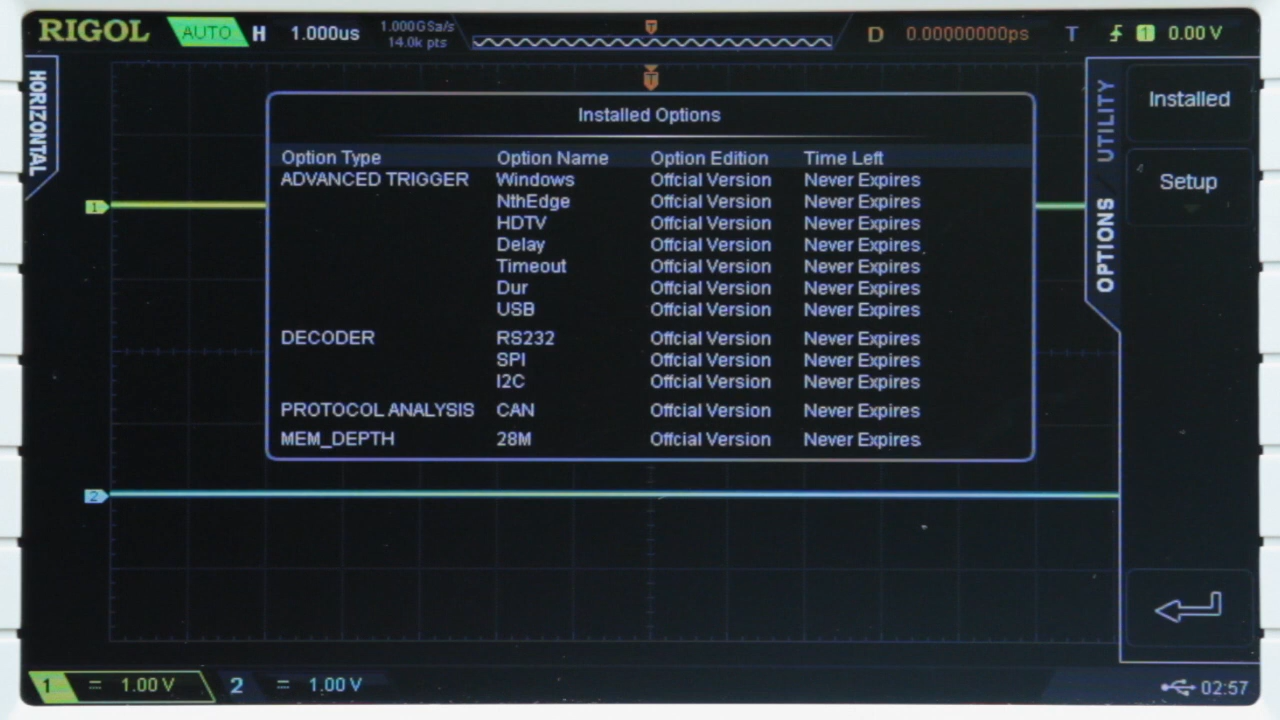 RIGOL AUTO H 1.000us 1.000GSa/s 14.0k pts T D 0.00000000ps T 1 0.00 V
HORIZONTAL
T
Installed Options
Option Type Option Name Option Edition Time Left
ADVANCED TRIGGER Windows Offcial Version Never Expires
NthEdge Offcial Version Never Expires
HDTV Offcial Version Never Expires
Delay Offcial Version Never Expires
Timeout Offcial Version Never Expires
Dur Offcial Version Never Expires
USB Offcial Version Never Expires
DECODER RS232 Offcial Version Never Expires
SPI Offcial Version Never Expires
I2C Offcial Version Never Expires
PROTOCOL ANALYSIS CAN Offcial Version Never Expires
MEM_DEPTH 28M Offcial Version Never Expires
1
2
OPTIONS UTILITY
Installed
Setup
1 1.00 V 2 1.00 V 02:57